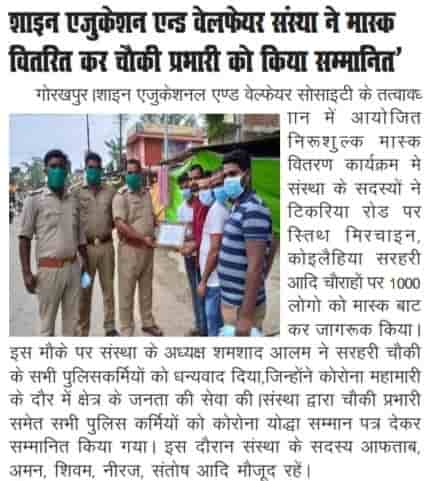 शाइन एजुकेशन एन्ड वेलफेयर संस्था ने मास्क
वितरित कर चौकी प्रभारी को किया सम्मानित'
गोरखपुर।शाइन एजुकेशनल एण्ड वेल्फेयर सोसाइटी के तत्वावध
ान में आयोजित
निरूशुल्क मास्क
वितरण कार्यक्रम मे
संस्था के सदस्यों ने
टिकरिया रोड पर
स्तिथ मिरचाइन,
कोइलैहिया सरहरी
आदि चौराहों पर 1000
लोगो को मास्क बाट
कर जागरूक किया।
इस मौके पर संस्था के अध्यक्ष शमशाद आलम ने सरहरी चौकी
के सभी पुलिसकर्मियों को धन्यवाद दिया,जिन्होंने कोरोना महामारी
के दौर में क्षेत्र के जनता की सेवा की।संस्था द्वारा चौकी प्रभारी
समेत सभी पुलिस कर्मियों को कोरोना योद्धा सम्मान पत्र देकर
सम्मानित किया गया। इस दौरान संस्था के सदस्य आफताब,
अमन, शिवम, नीरज, संतोष आदि मौजूद रहें।